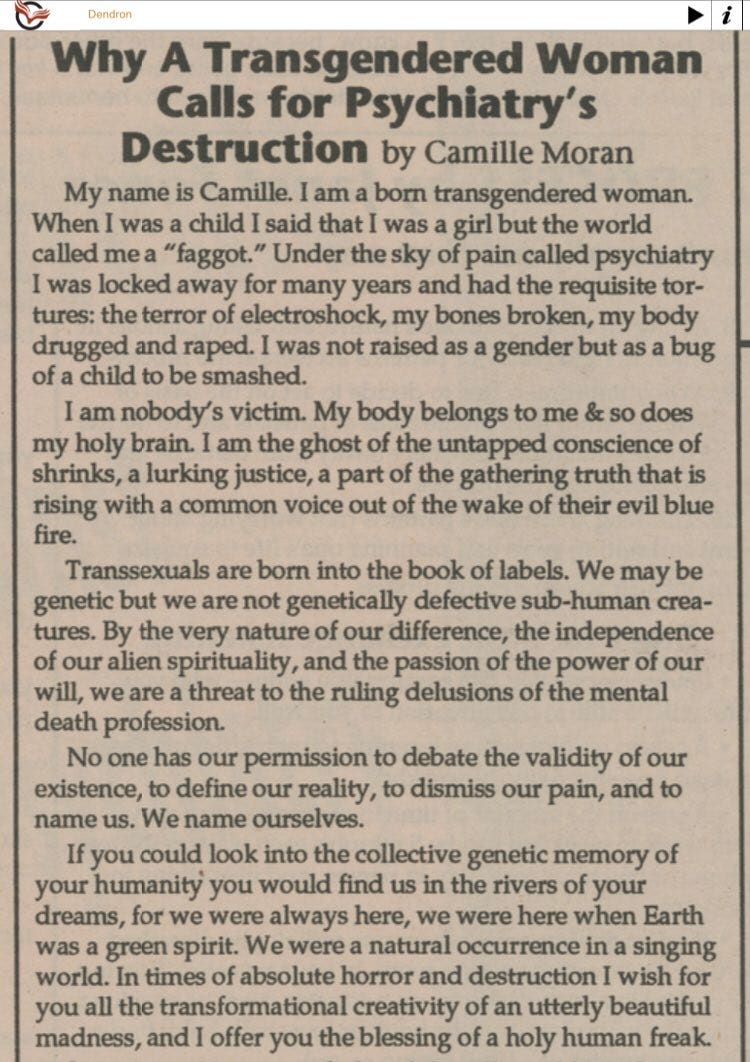 Dendron
Why A Transgendered Woman
Calls for Psychiatry's
Destruction by Camille Moran
My name is Camille. I am a born transgendered woman.
When I was a child I said that I was a girl but the world
called me a "faggot." Under the sky of pain called psychiatry
I was locked away for many years and had the requisite tor-
tures: the terror of electroshock, my bones broken, my body
drugged and raped. I was not raised as a gender but as a bug
of a child to be smashed.
I am nobody's victim. My body belongs to me & so does
my holy brain. I am the ghost of the untapped conscience of
shrinks, a lurking justice, a part of the gathering truth that is
rising with a common voice out of the wake of their evil blue
fire.
Transsexuals are born into the book of labels. We may be
genetic but we are not genetically defective sub-human crea-
tures. By the very nature of our difference, the independence
of our alien spirituality, and the passion of the power of our
will, we are a threat to the ruling delusions of the mental
death profession.
No one has our permission to debate the validity of our
existence, to define our reality, to dismiss our pain, and to
name us. We name ourselves.
If you could look into the collective genetic memory of
your humanity you would find us in the rivers of your
dreams, for we were always here, we were here when Earth
was a green spirit. We were a natural occurrence in a singing
world. In times of absolute horror and destruction I wish for
you all the transformational creativity of an utterly beautiful
madness, and I offer you the blessing of a holy human freak.